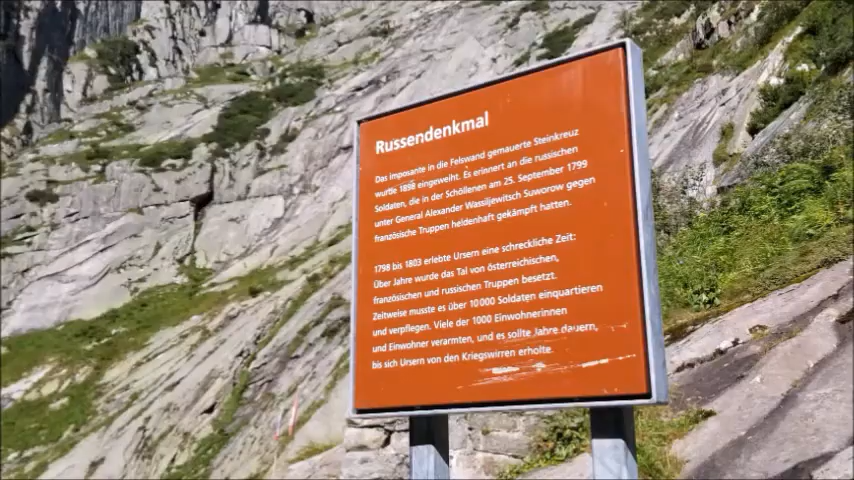 Russendenkmal
Das imposante in die Felswand gemauerte Steinkreuz
wurde 1898 eingeweiht. Es erinnert an die russischen
Soldaten, die in der Schöllenen am 25. September 1799
unter General Alexander Wassiljewitsch Suworow gegen
französische Truppen heldenhaft gekämpft hatten.
1798 bis 1803 erlebte Ursern eine schreckliche Zeit:
Über Jahre wurde das Tal von österreichischen,
französischen und russischen Truppen besetzt.
Zeitweise musste es über 10000 Soldaten einquartieren
und verpflegen. Viele der 1000 Einwohnerinnen
und Einwohner verarmten, und es sollte Jahre dauern,
bis sich Ursern von den Kriegswirren erholte.